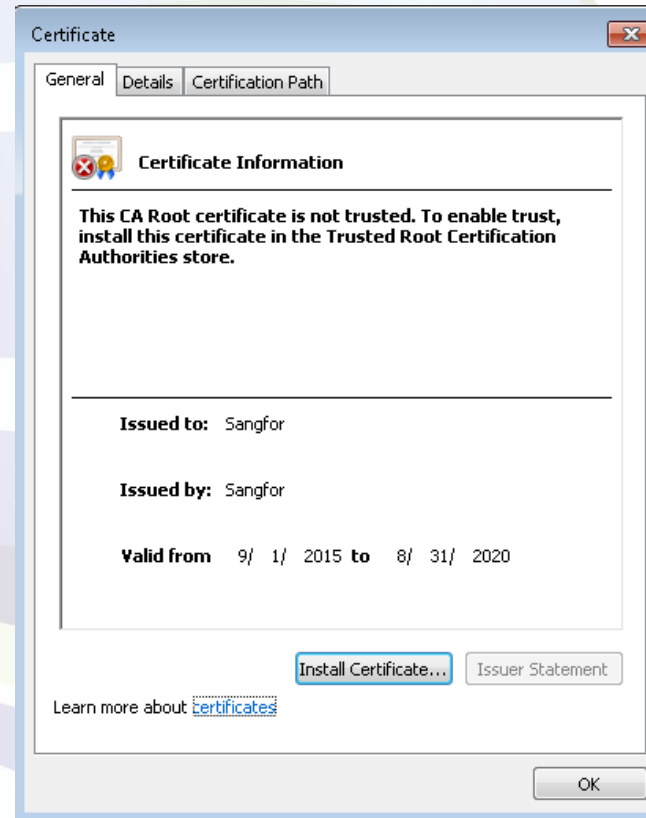 Certificate
General Details Certification Path
Certificate Information
This CA Root certificate is not trusted. To enable trust,
install this certificate in the Trusted Root Certification
Authorities store.
Issued to: Sangfor
Issued by: Sangfor
Valid from 9/ 1/ 2015 to 8/ 31/ 2020
Install Certificate... Issuer Statement
Learn more about certificates
OK